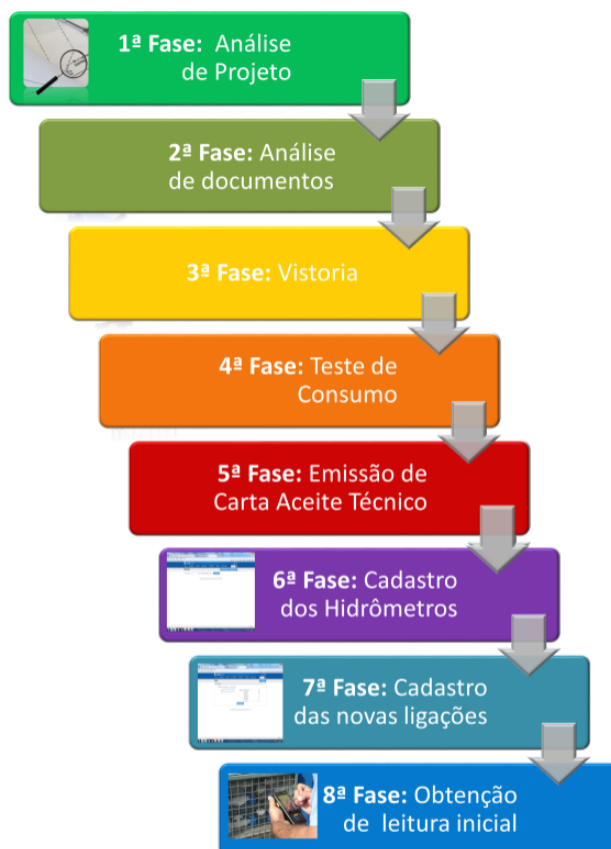 1ª Fase: Análise
de Projeto
2ª Fase: Análise
de documentos
3ª Fase: Vistoria
4ª Fase: Teste de
Consumo
5ª Fase: Emissão de
Carta Aceite Técnico
6ª Fase: Cadastro
dos Hidrômetros
7ª Fase: Cadastro
das novas ligações
8ª Fase: Obtenção
de leitura inicial